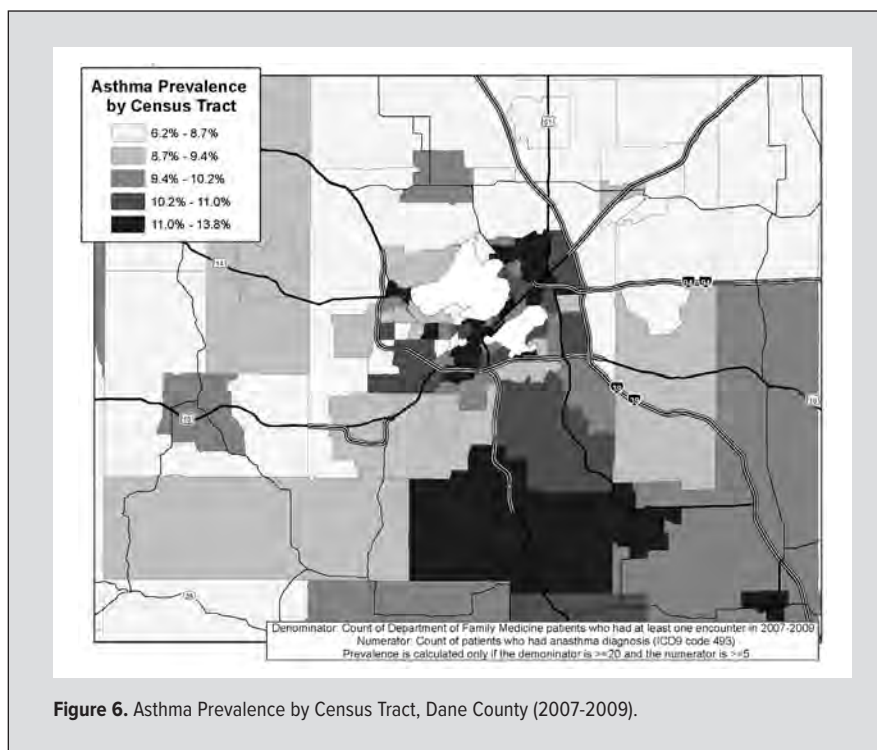 Asthma Prevalence
by Census Tract
6.2% - 8.7%
8.7% - 9.4%
9.4% - 10.2%
10.2% - 11.0%
11.0% - 13.8%
51
Denominator: Count of Department of Family Medicine patients who had at least one encounter in 2007-2009
Numerator: Count of patients who had anasthma diagnosis (ICD9 code 493)
Prevalence is calculated only if the demoninator is >=20 and the numerator is >=5
Figure 6. Asthma Prevalence by Census Tract, Dane County (2007-2009).